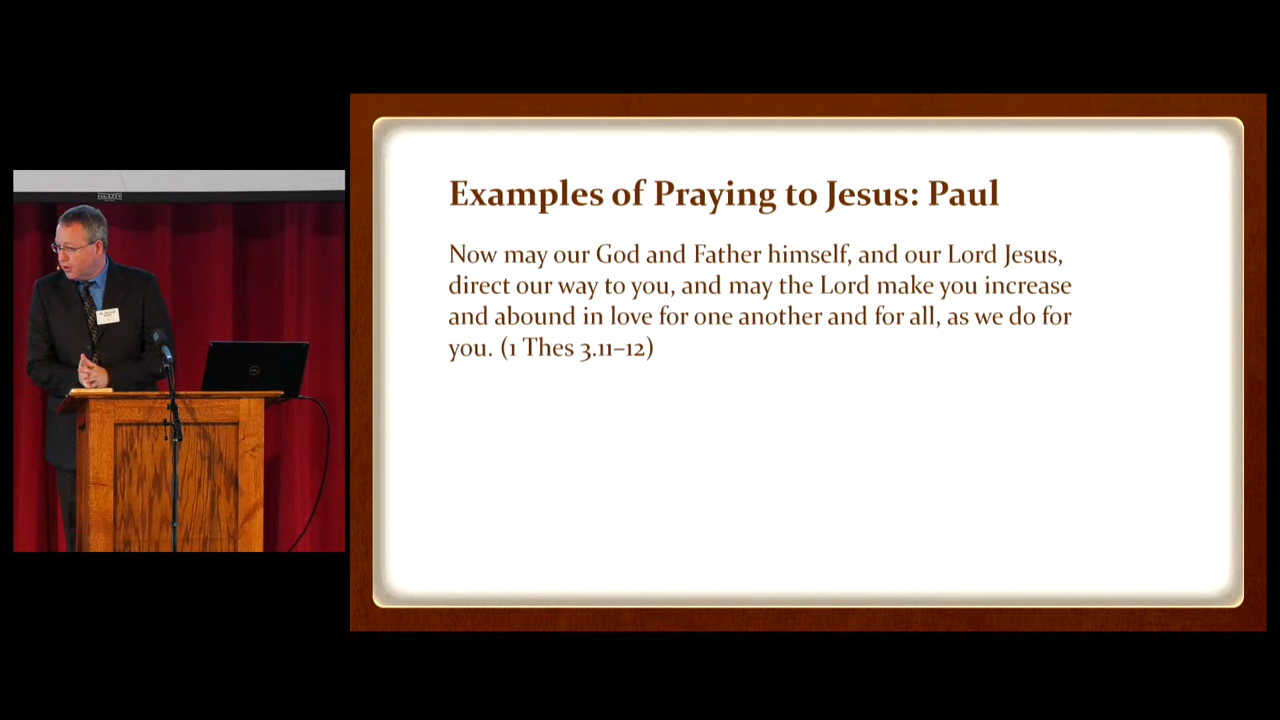 Examples of Praying to Jesus: Paul
Now may our God and Father himself, and our Lord Jesus,
direct our way to you, and may the Lord make you increase
and abound in love for one another and for all, as we do for
you. (1 Thes 3.11–12)
DELL